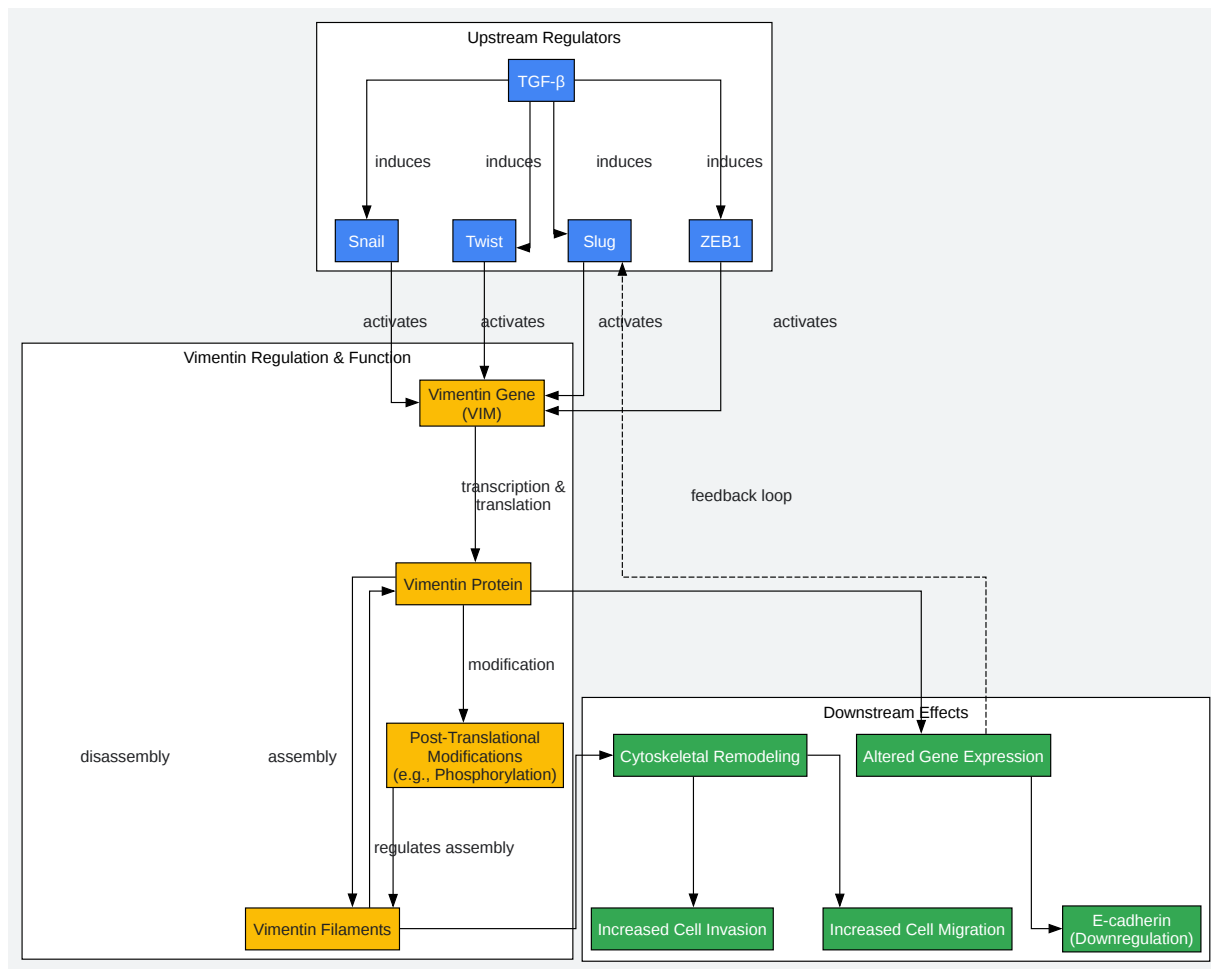 Upstream Regulators
TGF-β
induces
induces
induces
induces
Snail
Twist
Slug
ZEB1
activates
activates
activates
activates
Vimentin Regulation & Function
Vimentin Gene
(VIM)
transcription &
translation
feedback loop
Vimentin Protein
modification
Downstream Effects
disassembly
assembly
Post-Translational
Modifications
(e.g., Phosphorylation)
Cytoskeletal Remodeling
Altered Gene Expression
regulates assembly
Vimentin Filaments
Increased Cell Invasion
Increased Cell Migration
E-cadherin
(Downregulation)